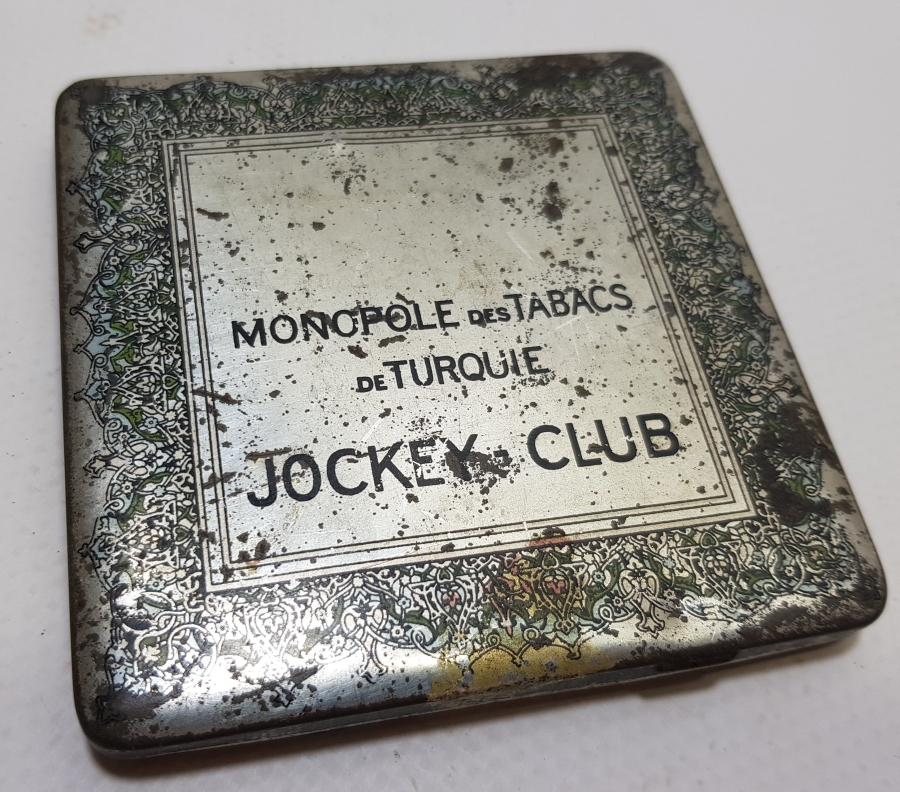 MONOPOLE DES TABACS
DE TURQUIE
JOCKEY-CLUB